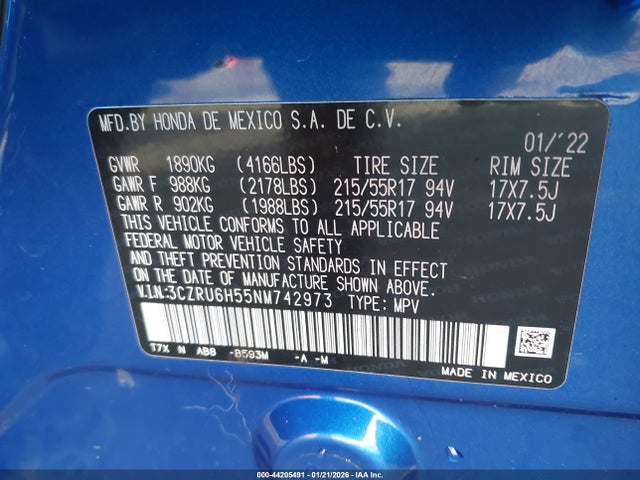 MFD.BY HONDA DE MEXICO S.A. DE C.V.
01/'22
GVWR 1890KG (4166LBS) TIRE SIZE RIM SIZE
GAWR F 988KG (2178LBS) 215/55R17 94V 17X7.5J
GAWR R 902KG (1988LBS) 215/55R17 94V 17X7.5J
THIS VEHICLE CONFORMS TO ALL APPLICABLE
FEDERAL MOTOR VEHICLE SAFETY
AND THEFT PREVENTION STANDARDS IN EFFECT
ON THE DATE OF MANUFACTURE SHOWN ABOVE.
V.I.N:3CZRU6H55NM742973 TYPE: MPV
T7X N AB8 -B593M -A -M
MADE IN MEXICO
000-44205491 - 01/21/2026 - IAA Inc.